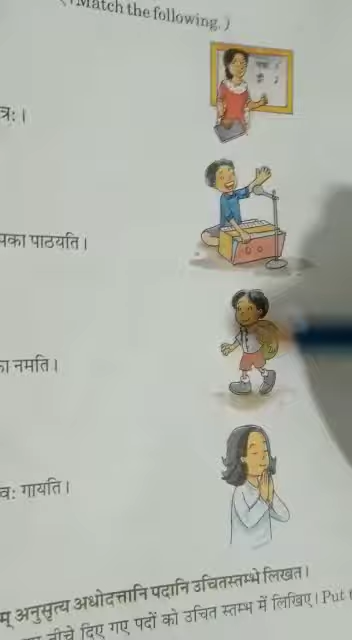 Match the following. )
त्रः ।
पका पाठयति ।
का नमति ।
वः गायति ।
म् अनुसृत्य अधोदत्तानि पदानि उचितस्तम्भे लिखत ।
नीचे दिए गए पदों को उचित स्तम्भ में लिखिए । Put